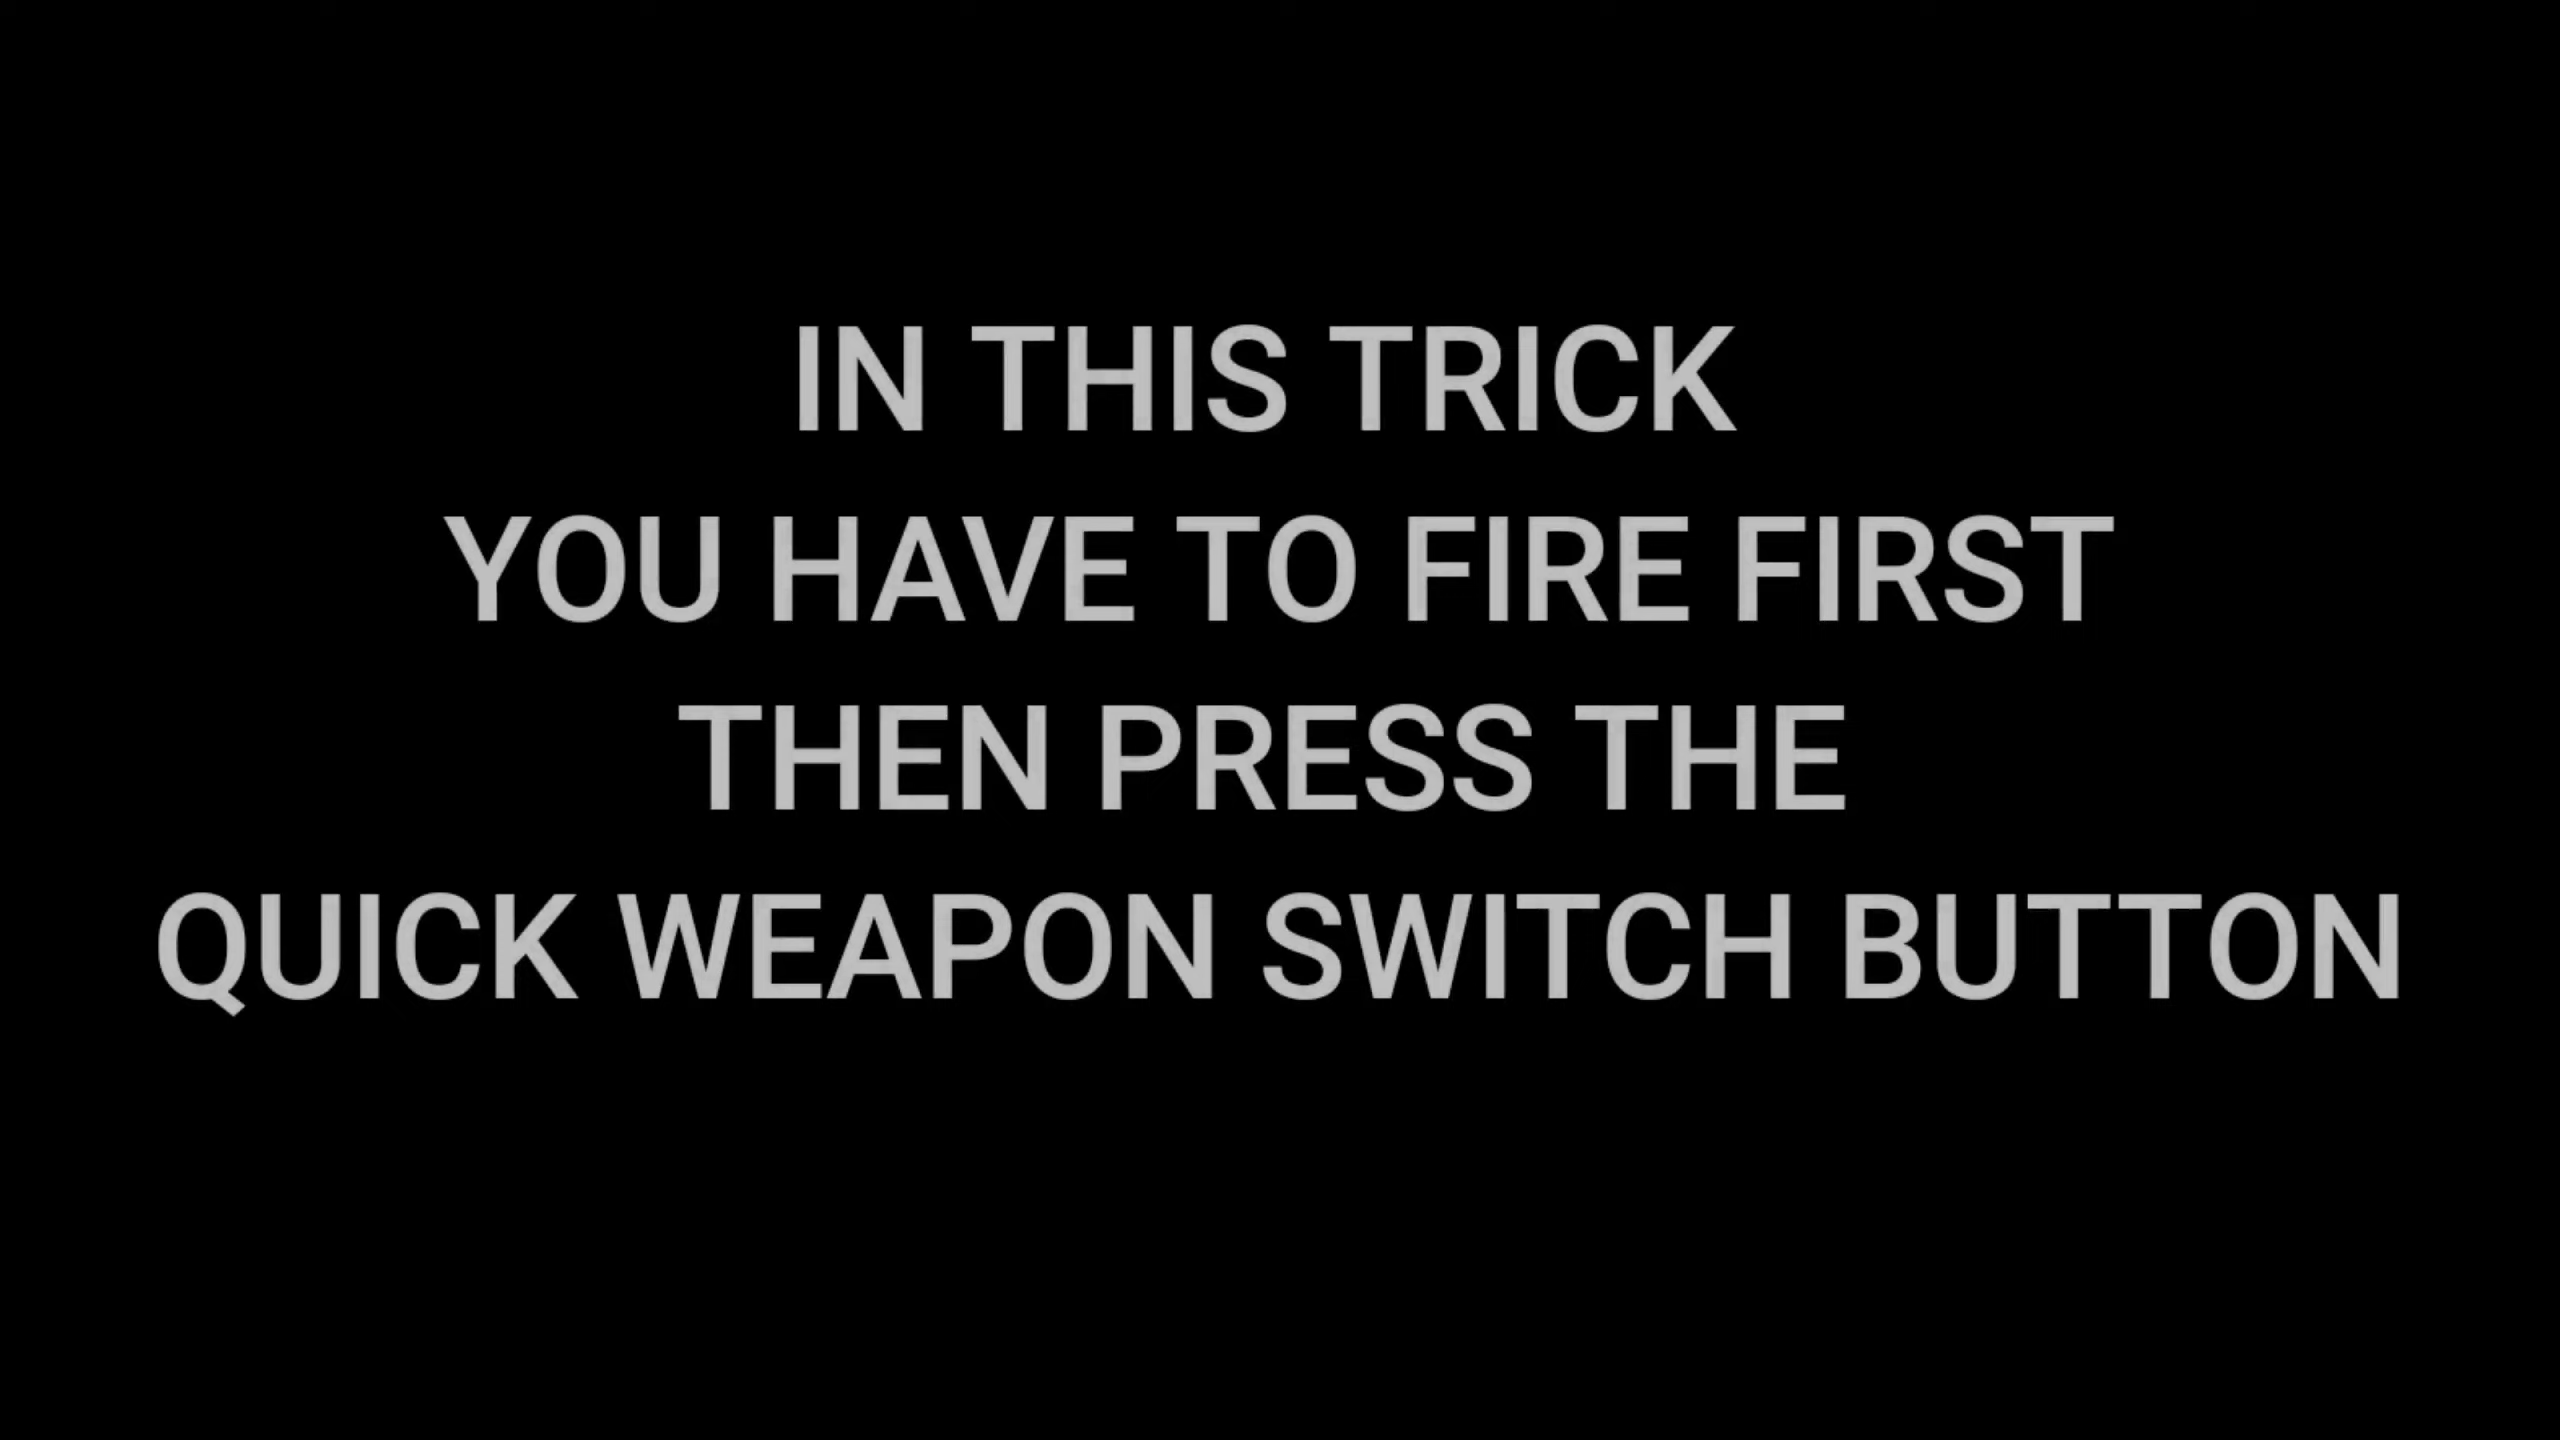 IN THIS TRICK
YOU HAVE TO FIRE FIRST
THEN PRESS THE
QUICK WEAPON SWITCH BUTTON